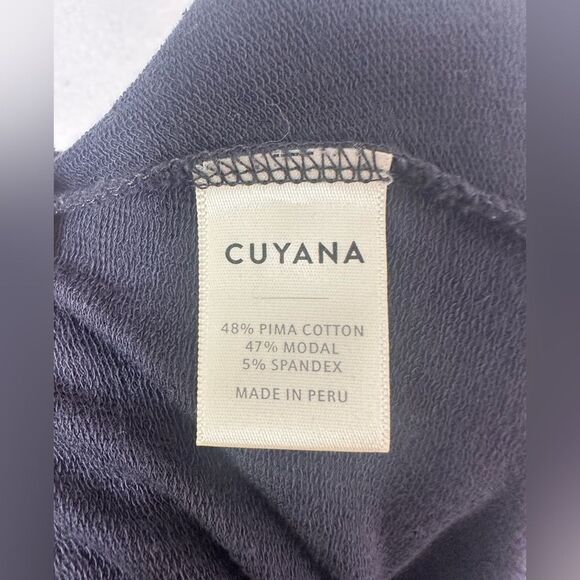 CUYANA
48% PIMA COTTON
47% MODAL
5% SPANDEX
MADE IN PERU